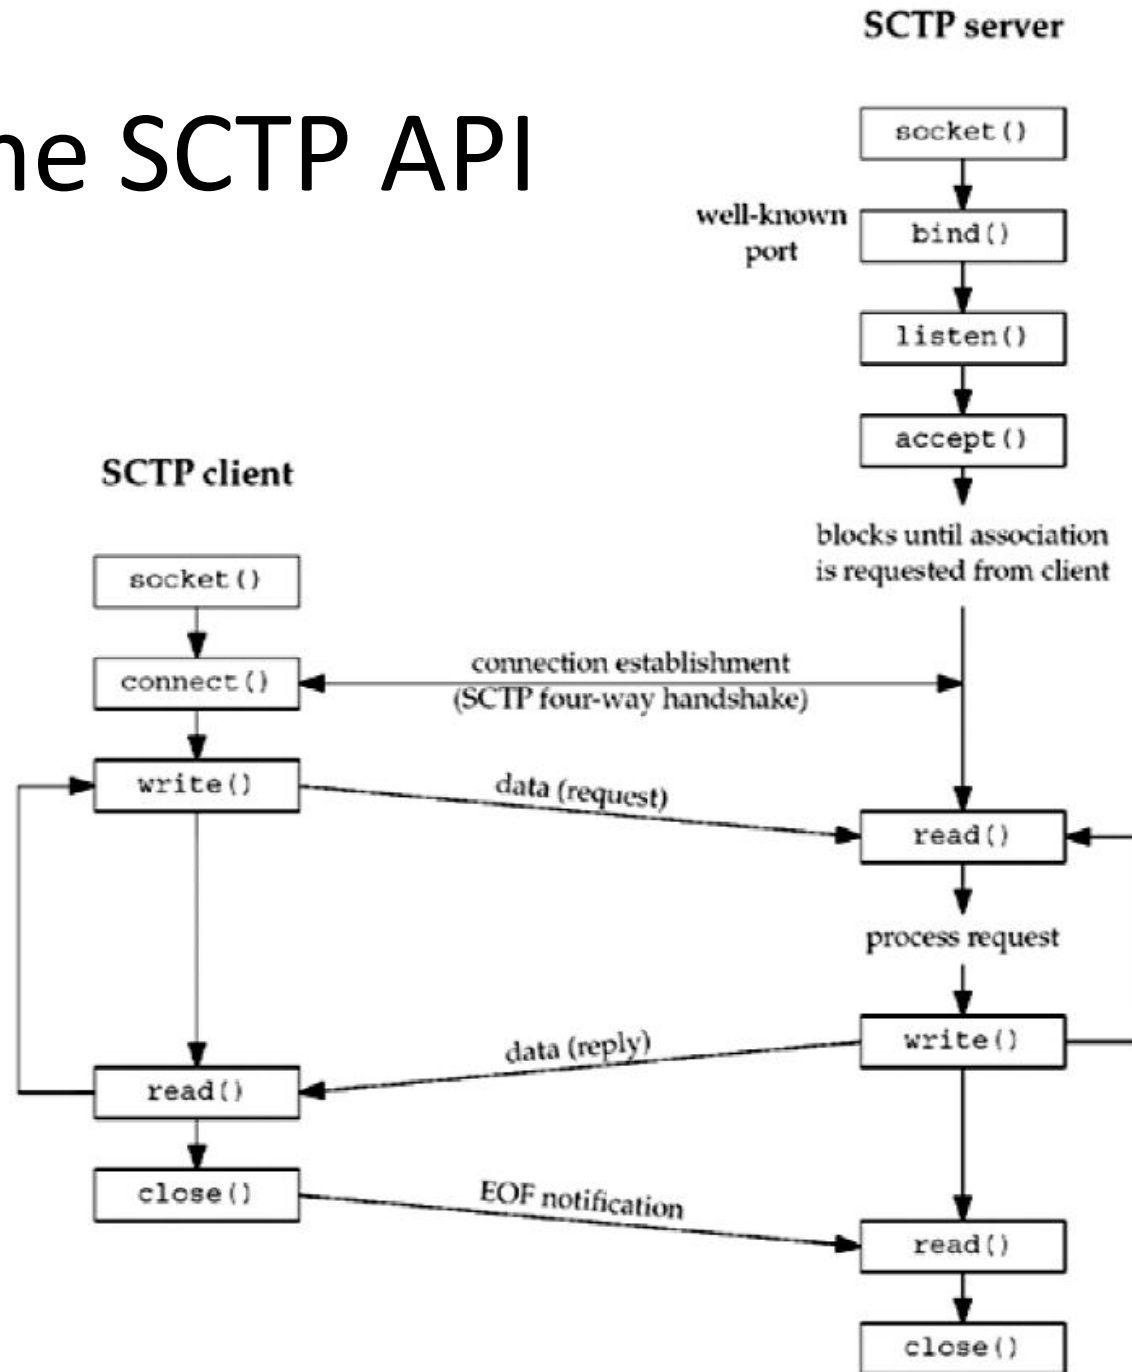 SCTP server
ne SCTP API
socket()
well-known
port
bind()
listen()
accept()
SCTP client
blocks until association
is requested from client
socket()
connect()
connection establishment
(SCTP four-way handshake)
write()
data (request)
read()
process request
write()
data (reply)
read()
close()
EOF notification
read()
close()